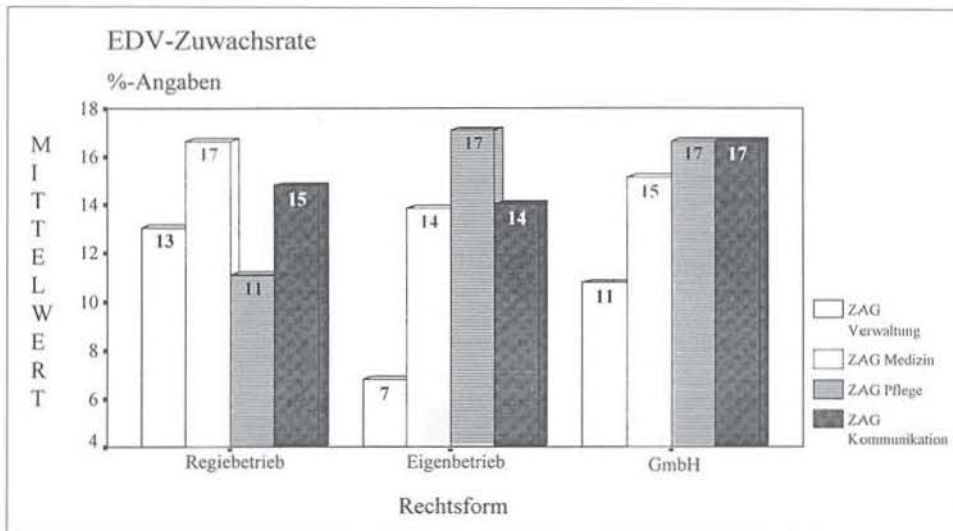 EDV-Zuwachsrate
%-Angaben
MITTELWERT
18
16
14
12
10
8
6
4
13
17
11
15
7
14
17
14
11
15
17
17
Regiebetrieb
Eigenbetrieb
GmbH
Rechtsform
ZAG
Verwaltung
ZAG Medizin
ZAG Pflege
ZAG
Kommunikation